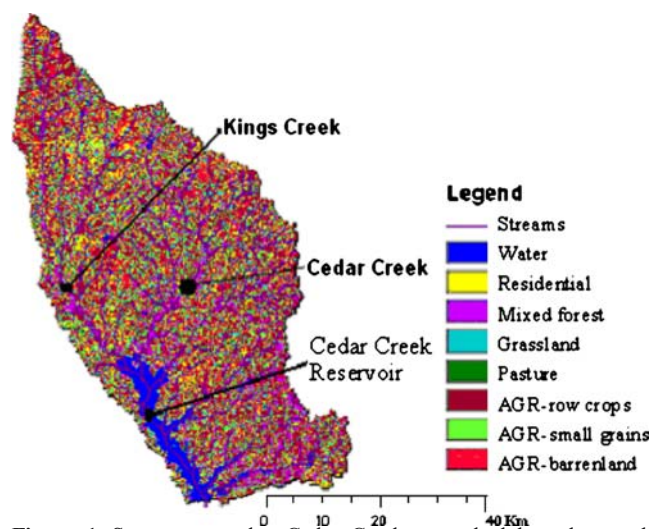 Kings Creek
Cedar Creek
Cedar Creek
Reservoir
Legend
Streams
Water
Residential
Mixed forest
Grassland
Pasture
AGR-row crops
AGR-small grains
AGR-barrenland
0 10 20 40 Km